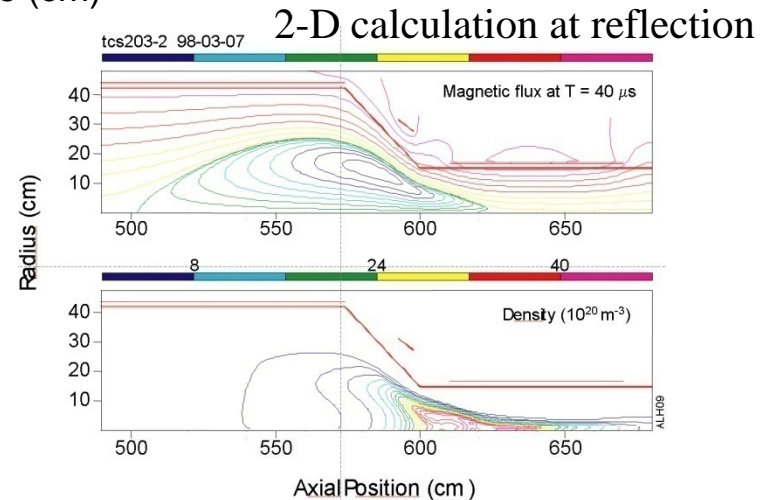 (cm)
2-D calculation at reflection
tcs203-2 98-03-07
Magnetic flux at T = 40 μs
40
30
20
10
500 550 600 650
Radius (cm)
8 24 40
Density (10²⁰ m⁻³)
40
30
20
10
ALH09
500 550 600 650
Axial Position (cm)